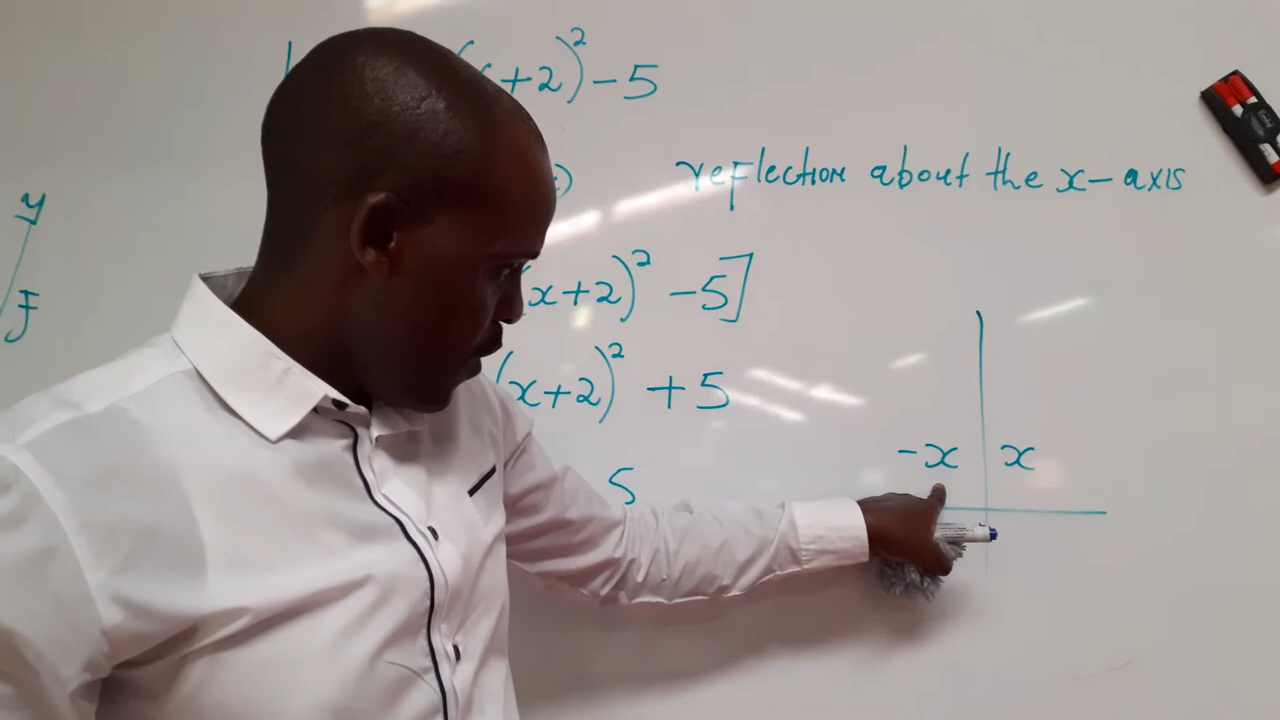 x+2)² - 5
reflection about the x-axis
y
(x+2)² - 5]
F
(x+2)² + 5
-x x
5